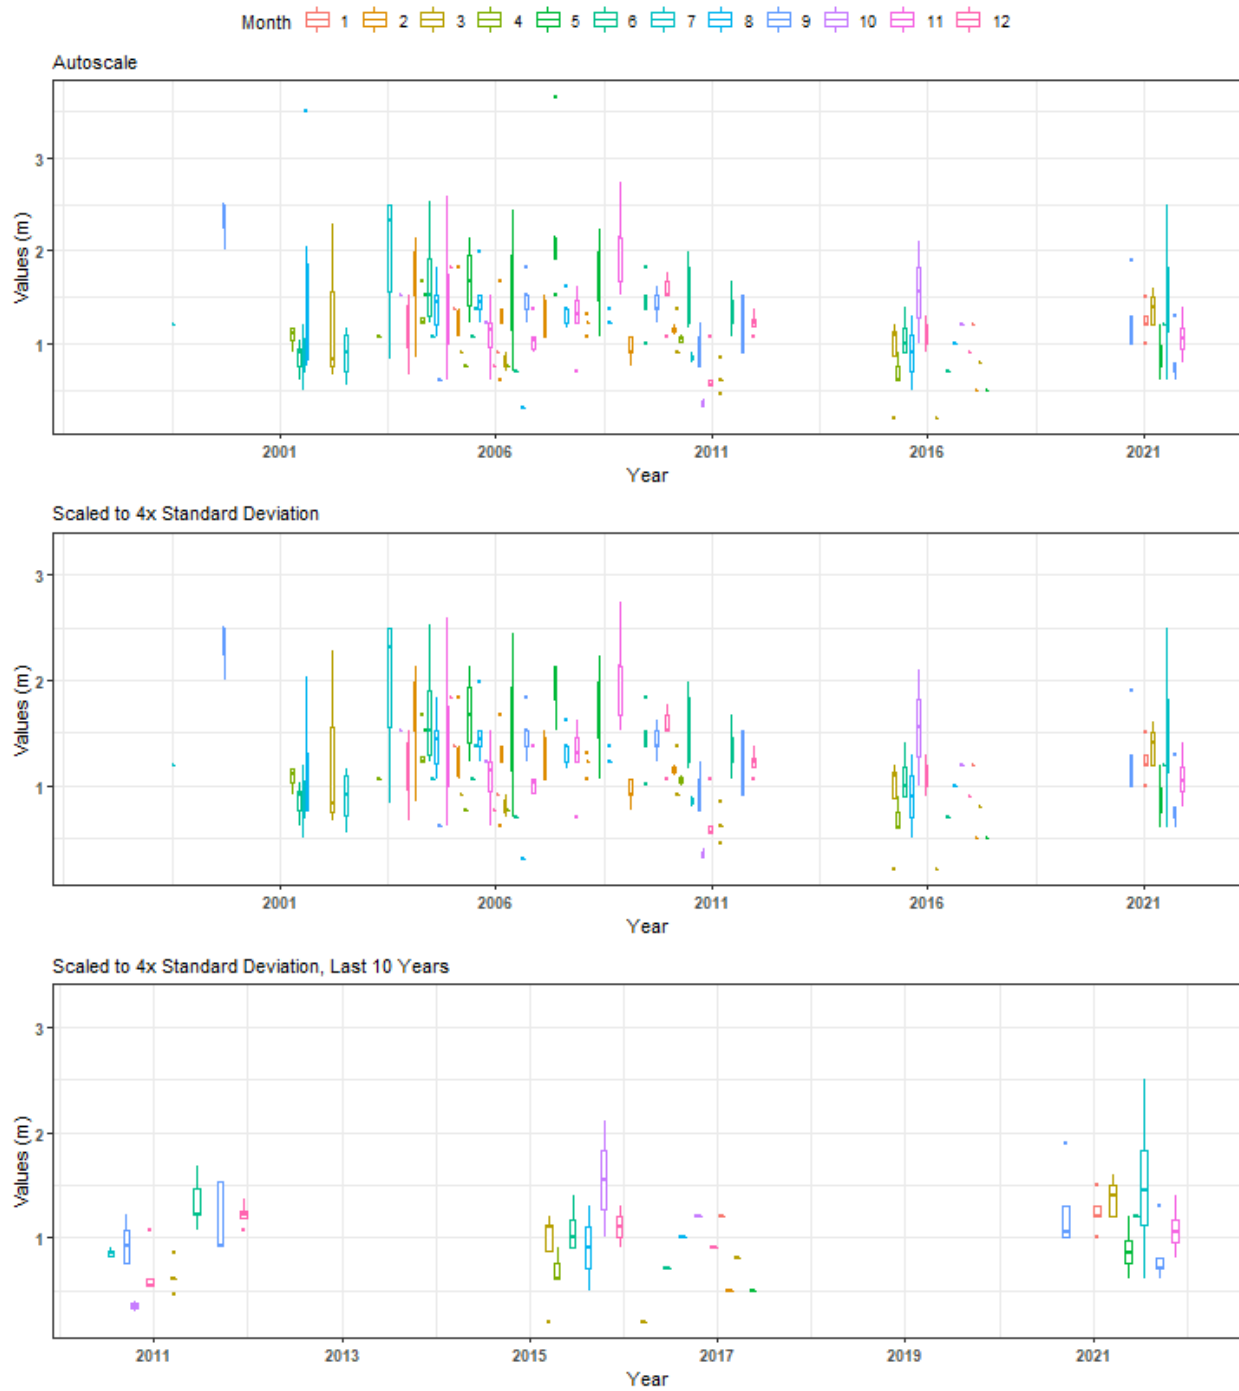 Month 1 2 3 4 5 6 7 8 9 10 11 12
Autoscale
3
2
1
Values (m)
2001 2006 2011 2016 2021
Year
Scaled to 4x Standard Deviation
3
2
1
Values (m)
2001 2006 2011 2016 2021
Year
Scaled to 4x Standard Deviation, Last 10 Years
3
2
1
Values (m)
2011 2013 2015 2017 2019 2021
Year